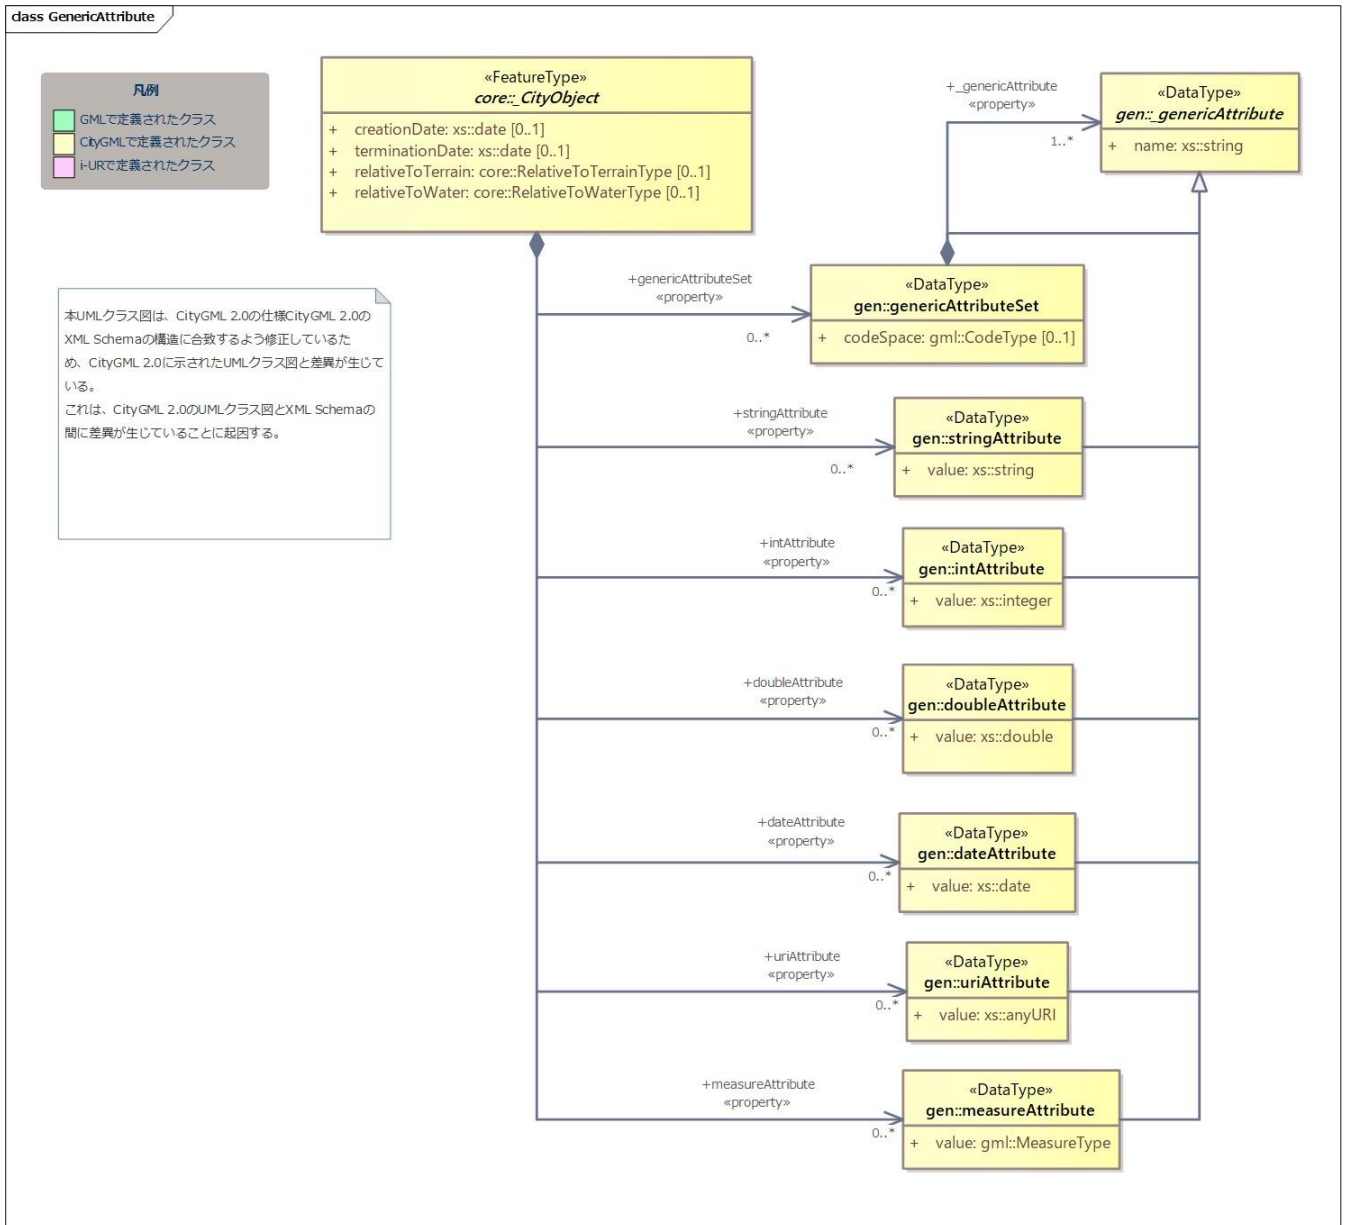 class GenericAttribute
凡例
GMLで定義されたクラス
CityGMLで定義されたクラス
i-URで定義されたクラス
«FeatureType»
core::_CityObject
+ creationDate: xs::date [0..1]
+ terminationDate: xs::date [0..1]
+ relativeToTerrain: core::RelativeToTerrainType [0..1]
+ relativeToWater: core::RelativeToWaterType [0..1]
+_genericAttribute
«property»
1..*
«DataType»
gen::_genericAttribute
+ name: xs::string
本UMLクラス図は、CityGML 2.0の仕様CityGML 2.0の
XML Schemaの構造に合致するよう修正しているた
め、CityGML 2.0に示されたUMLクラス図と差異が生じて
いる。
これは、CityGML 2.0のUMLクラス図とXML Schemaの
間に差異が生じていることに起因する。
+genericAttributeSet
«property»
0..*
«DataType»
gen::genericAttributeSet
+ codeSpace: gml::CodeType [0..1]
+stringAttribute
«property»
0..*
«DataType»
gen::stringAttribute
+ value: xs::string
+intAttribute
«property»
0..*
«DataType»
gen::intAttribute
+ value: xs::integer
+doubleAttribute
«property»
0..*
«DataType»
gen::doubleAttribute
+ value: xs::double
+dateAttribute
«property»
0..*
«DataType»
gen::dateAttribute
+ value: xs::date
+uriAttribute
«property»
0..*
«DataType»
gen::uriAttribute
+ value: xs::anyURI
+measureAttribute
«property»
0..*
«DataType»
gen::measureAttribute
+ value: gml::MeasureType